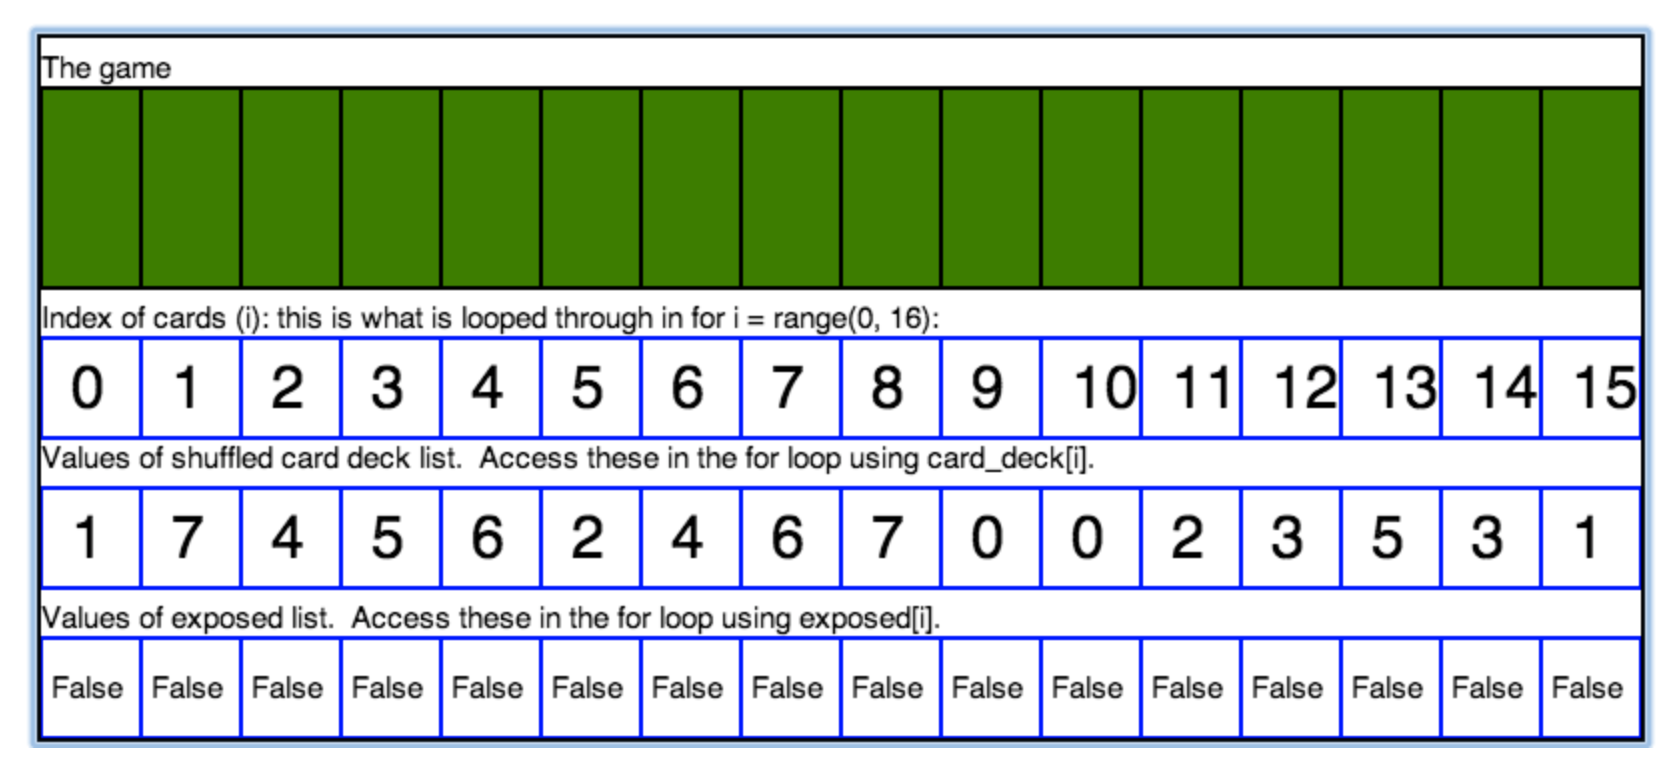 The game
Index of cards (i): this is what is looped through in for i = range(0, 16):
0 1 2 3 4 5 6 7 8 9 10 11 12 13 14 15
Values of shuffled card deck list.  Access these in the for loop using card_deck[i].
1 7 4 5 6 2 4 6 7 0 0 2 3 5 3 1
Values of exposed list.  Access these in the for loop using exposed[i].
False False False False False False False False False False False False False False False False